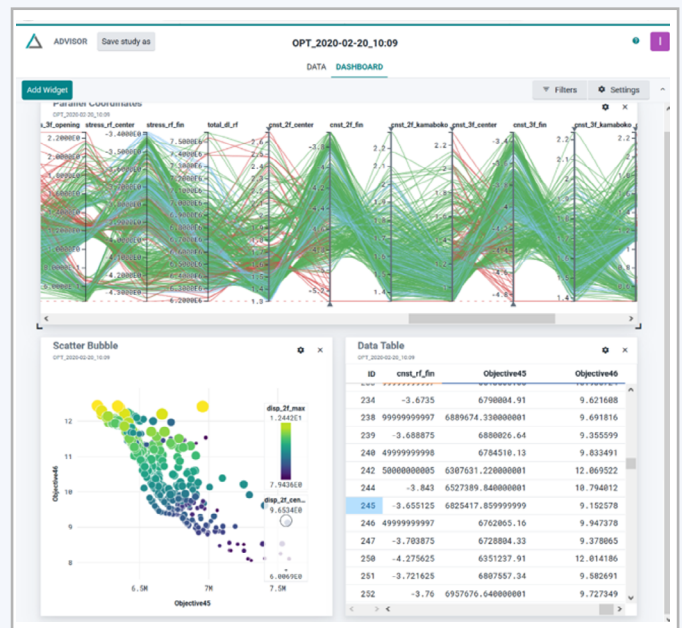 ADVISOR Save study as OPT_2020-02-20_10:09
DATA DASHBOARD
Add Widget Filters Settings
Parallel Coordinates
OPT_2020-02-20_10:09
_3f_opening stress_rf_center stress_rf_fin total_dl_rf cnst_2f_center cnst_2f_fin cnst_2f_kamaboko cnst_3f_center cnst_3f_fin cnst_3f_kamaboko
Scatter Bubble
OPT_2020-02-20_10:09
disp_2f_max
1.2442E1
7.9436E0
disp_2f_cen...
9.6534E0
6.0069E0
Objective46
12
11
10
9
8
6.5M 7M 7.5M
Objective45
Data Table
OPT_2020-02-20_10:09
ID cnst_rf_fin Objective45 Objective46
234 -3.6735 6790004.91 9.621608
238 99999999997 6889674.330000001 9.691816
239 -3.688875 6880026.64 9.355599
240 49999999998 6784510.13 9.833491
242 50000000005 6307631.220000001 12.069522
244 -3.843 6527389.840000001 10.794012
245 -3.655125 6825417.859999999 9.152578
246 49999999997 6762065.16 9.947378
247 -3.703875 6728804.33 9.378065
250 -4.275625 6351237.91 12.014186
251 -3.721625 6807557.34 9.582691
252 -3.76 6957676.640000001 9.727349